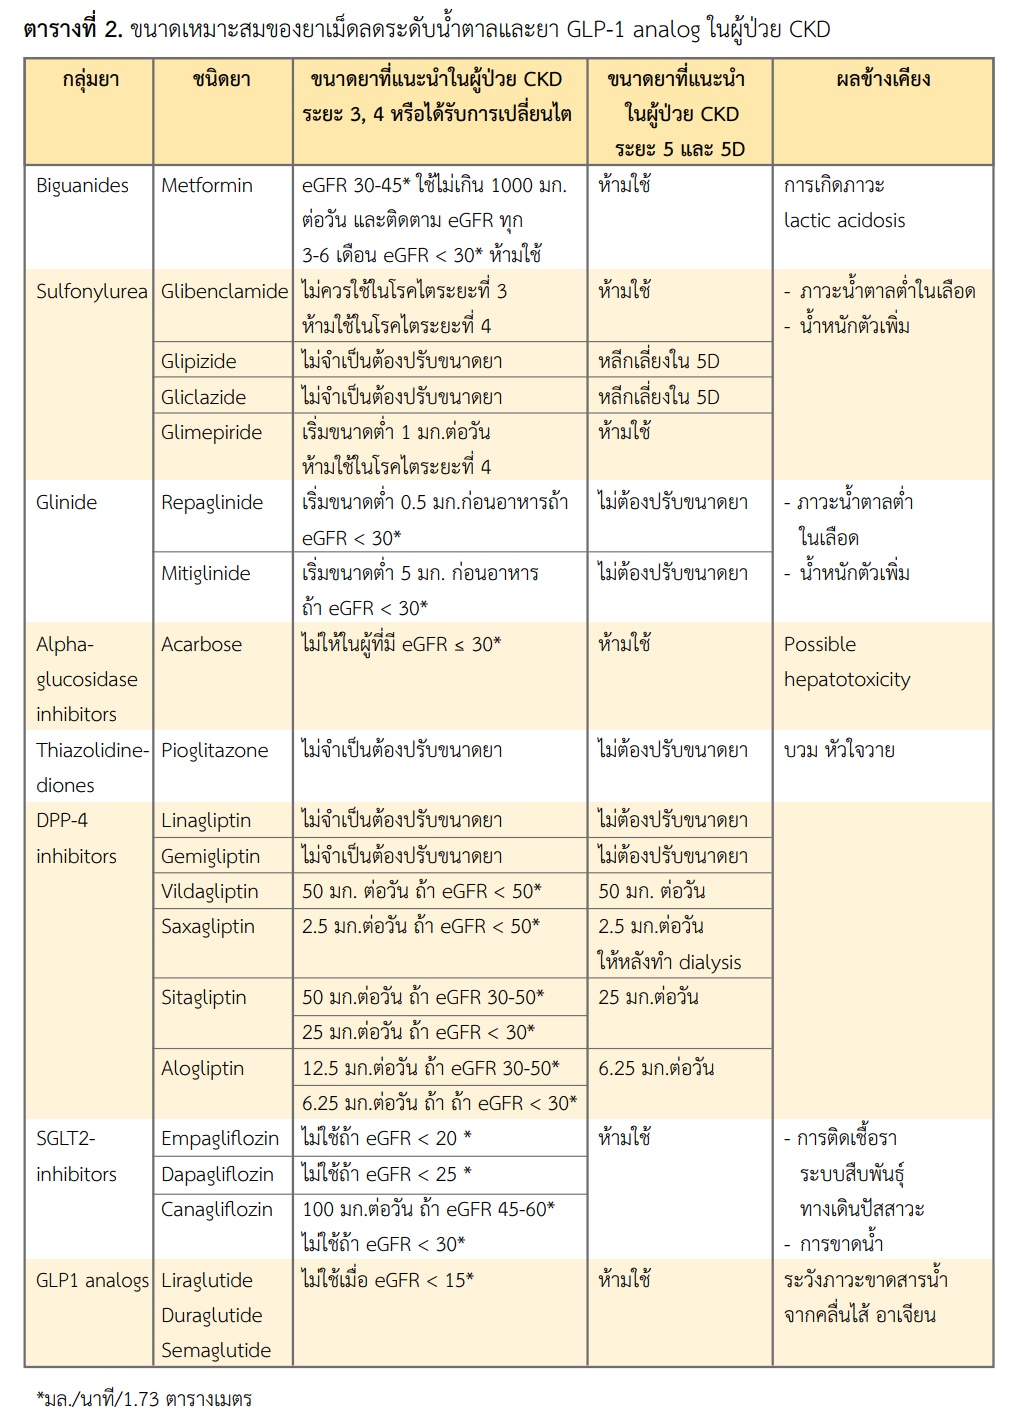 ตารางที่ 2. ขนาดเหมาะสมของยาเม็ดลดระดับน้ำตาลและยา GLP-1 analog ในผู้ป่วย CKD
กลุ่มยา ชนิดยา ขนาดยาที่แนะนำในผู้ป่วย CKD ขนาดยาที่แนะนำ ผลข้างเคียง
ระยะ 3, 4 หรือได้รับการเปลี่ยนไต ในผู้ป่วย CKD
ระยะ 5 และ 5D
Biguanides Metformin eGFR 30-45* ใช้ไม่เกิน 1000 มก. ห้ามใช้ การเกิดภาวะ
ต่อวัน และติดตาม eGFR ทุก lactic acidosis
3-6 เดือน eGFR < 30* ห้ามใช้
Sulfonylurea Glibenclamide ไม่ควรใช้ในโรคไตระยะที่ 3 ห้ามใช้ - ภาวะน้ำตาลต่ำในเลือด
ห้ามใช้ในโรคไตระยะที่ 4 - น้ำหนักตัวเพิ่ม
Glipizide ไม่จำเป็นต้องปรับขนาดยา หลีกเลี่ยงใน 5D
Gliclazide ไม่จำเป็นต้องปรับขนาดยา หลีกเลี่ยงใน 5D
Glimepiride เริ่มขนาดต่ำ 1 มก.ต่อวัน ห้ามใช้
ห้ามใช้ในโรคไตระยะที่ 4
Glinide Repaglinide เริ่มขนาดต่ำ 0.5 มก.ก่อนอาหารถ้า ไม่ต้องปรับขนาดยา - ภาวะน้ำตาลต่ำ
eGFR < 30* ในเลือด
Mitiglinide เริ่มขนาดต่ำ 5 มก. ก่อนอาหาร ไม่ต้องปรับขนาดยา - น้ำหนักตัวเพิ่ม
ถ้า eGFR < 30*
Alpha- Acarbose ไม่ให้ในผู้ที่มี eGFR ≤ 30* ห้ามใช้ Possible
glucosidase hepatotoxicity
inhibitors
Thiazolidine- Pioglitazone ไม่จำเป็นต้องปรับขนาดยา ไม่ต้องปรับขนาดยา บวม หัวใจวาย
diones
DPP-4 Linagliptin ไม่จำเป็นต้องปรับขนาดยา ไม่ต้องปรับขนาดยา
inhibitors Gemigliptin ไม่จำเป็นต้องปรับขนาดยา ไม่ต้องปรับขนาดยา
Vildagliptin 50 มก. ต่อวัน ถ้า eGFR < 50* 50 มก. ต่อวัน
Saxagliptin 2.5 มก.ต่อวัน ถ้า eGFR < 50* 2.5 มก.ต่อวัน
ให้หลังทำ dialysis
Sitagliptin 50 มก.ต่อวัน ถ้า eGFR 30-50* 25 มก.ต่อวัน
25 มก.ต่อวัน ถ้า eGFR < 30*
Alogliptin 12.5 มก.ต่อวัน ถ้า eGFR 30-50* 6.25 มก.ต่อวัน
6.25 มก.ต่อวัน ถ้า ถ้า eGFR < 30*
SGLT2- Empagliflozin ไม่ใช้ถ้า eGFR < 20 * ห้ามใช้ - การติดเชื้อรา
inhibitors Dapagliflozin ไม่ใช้ถ้า eGFR < 25 * ระบบสืบพันธุ์
Canagliflozin 100 มก.ต่อวัน ถ้า eGFR 45-60* ทางเดินปัสสาวะ
ไม่ใช้ถ้า eGFR < 30* - การขาดน้ำ
GLP1 analogs Liraglutide ไม่ใช้เมื่อ eGFR < 15* ห้ามใช้ ระวังภาวะขาดสารน้ำ
Duraglutide จากคลื่นไส้ อาเจียน
Semaglutide
*มล./นาที/1.73 ตารางเมตร